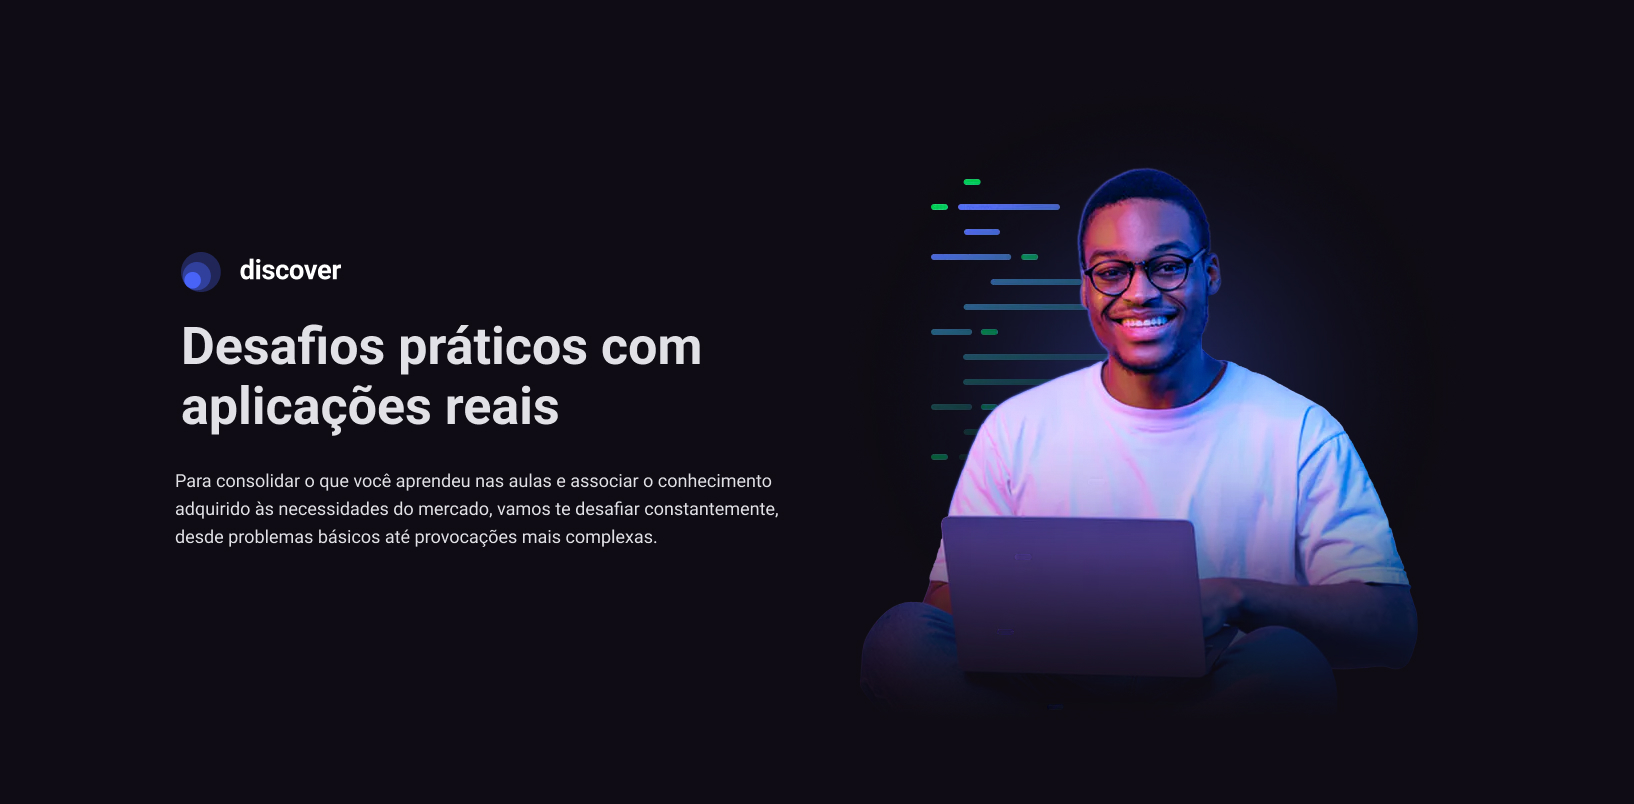 discover
Desafios práticos com
aplicações reais
Para consolidar o que você aprendeu nas aulas e associar o conhecimento
adquirido às necessidades do mercado, vamos te desafiar constantemente,
desde problemas básicos até provocações mais complexas.